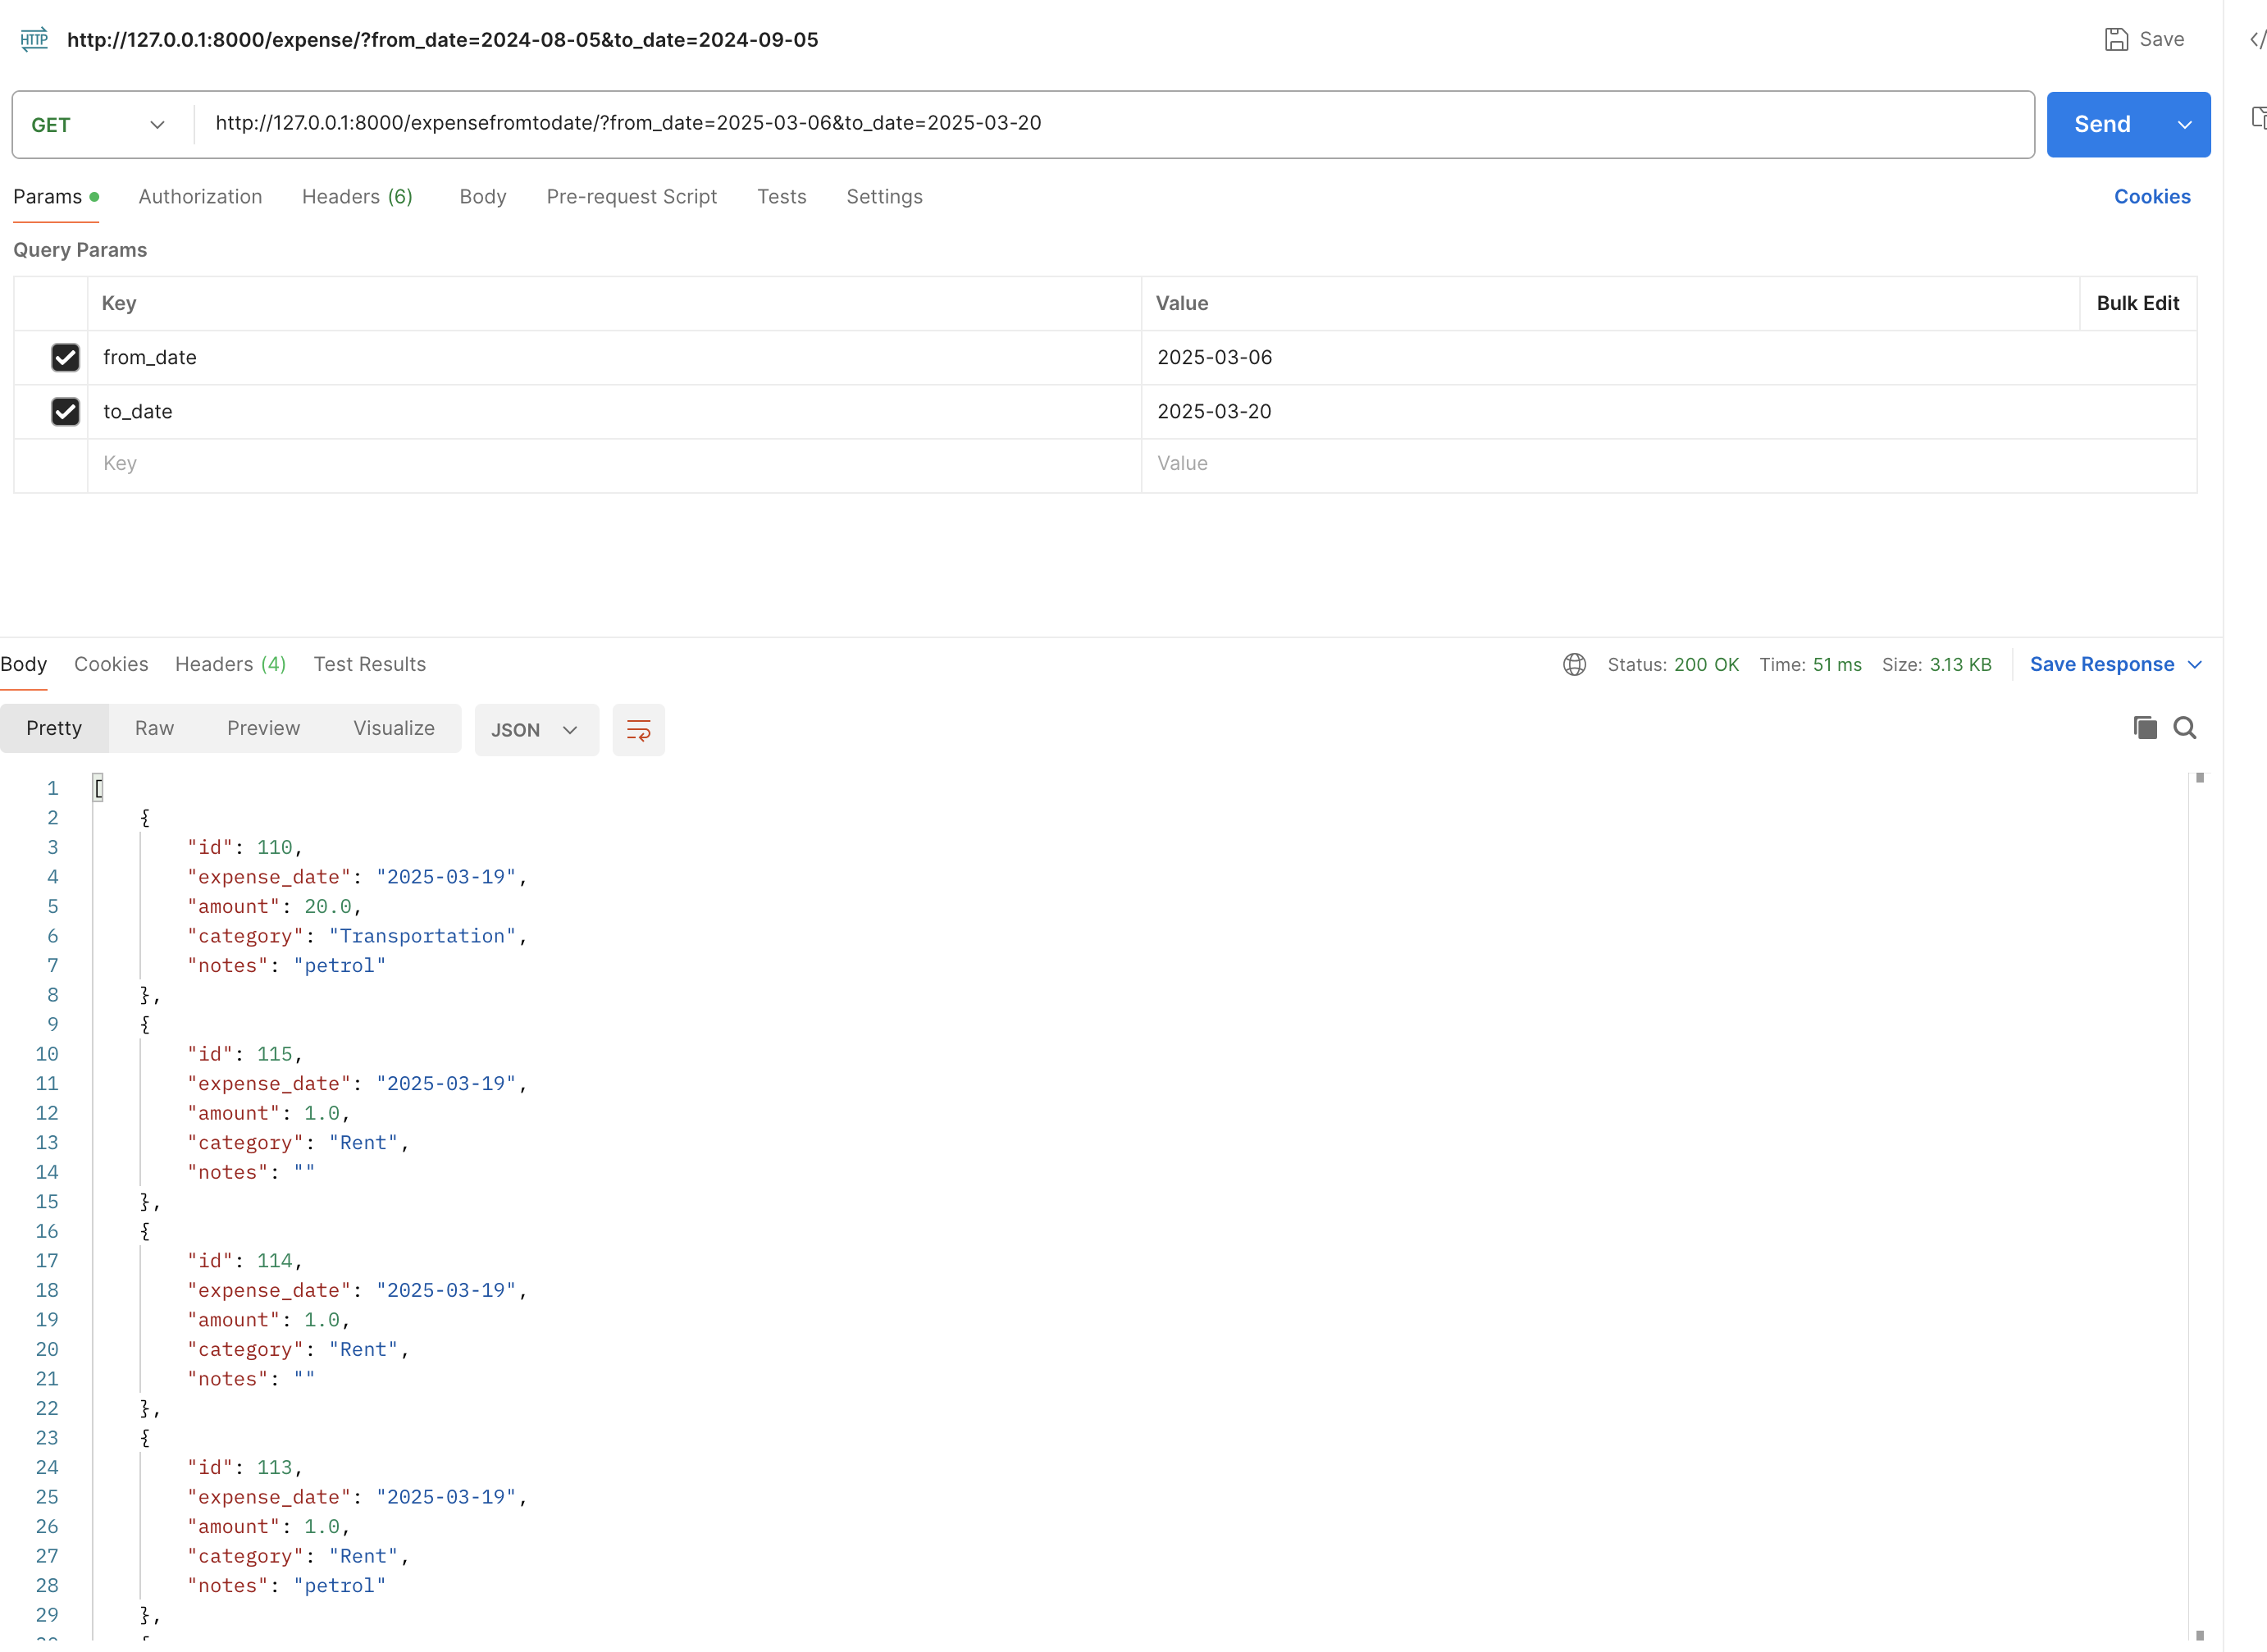 HTTP http://127.0.0.1:8000/expense/?from_date=2024-08-05&to_date=2024-09-05 Save
GET http://127.0.0.1:8000/expensefromtodate/?from_date=2025-03-06&to_date=2025-03-20 Send
Params Authorization Headers (6) Body Pre-request Script Tests Settings Cookies
Query Params
Key Value Bulk Edit
from_date 2025-03-06
to_date 2025-03-20
Key Value
Body Cookies Headers (4) Test Results Status: 200 OK Time: 51 ms Size: 3.13 KB Save Response
Pretty Raw Preview Visualize JSON
1 [
2 {
3 "id": 110,
4 "expense_date": "2025-03-19",
5 "amount": 20.0,
6 "category": "Transportation",
7 "notes": "petrol"
8 },
9 {
10 "id": 115,
11 "expense_date": "2025-03-19",
12 "amount": 1.0,
13 "category": "Rent",
14 "notes": ""
15 },
16 {
17 "id": 114,
18 "expense_date": "2025-03-19",
19 "amount": 1.0,
20 "category": "Rent",
21 "notes": ""
22 },
23 {
24 "id": 113,
25 "expense_date": "2025-03-19",
26 "amount": 1.0,
27 "category": "Rent",
28 "notes": "petrol"
29 },